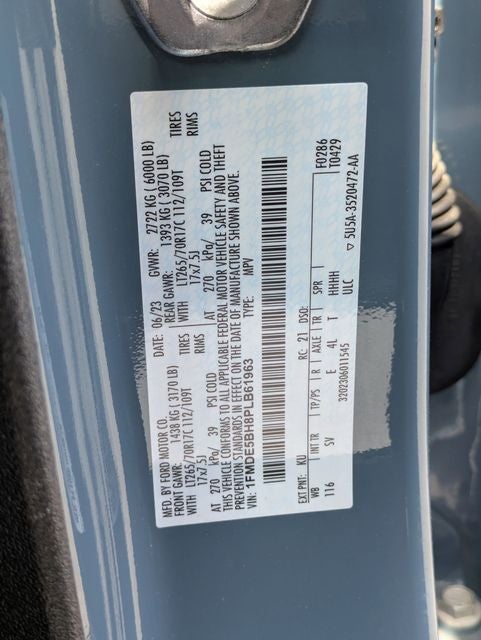 MFD. BY FORD MOTOR CO. DATE: 06/23 GVWR: 2722 KG ( 6000 LB)
FRONT GAWR: 1438 KG ( 3170 LB) REAR GAWR: 1393 KG ( 3070 LB)
WITH LT265/70R17C 112/109T TIRES WITH LT265/70R17C 112/109T TIRES
17x7.5J RIMS 17x7.5J RIMS
AT 270 kPa/ 39 PSI COLD AT 270 kPa/ 39 PSI COLD
THIS VEHICLE CONFORMS TO ALL APPLICABLE FEDERAL MOTOR VEHICLE SAFETY AND THEFT
PREVENTION STANDARDS IN EFFECT ON THE DATE OF MANUFACTURE SHOWN ABOVE.
VIN: 1FMDE5BH8PLB61963 TYPE: MPV
EXT PNT: KU RC: 21 DSO: F0286
WB INT TR TP/PS R AXLE TR SPR T0429
116 SV E 4L T HHHH
3202306011545 ULC
▽ 5U5A-3520472-AA